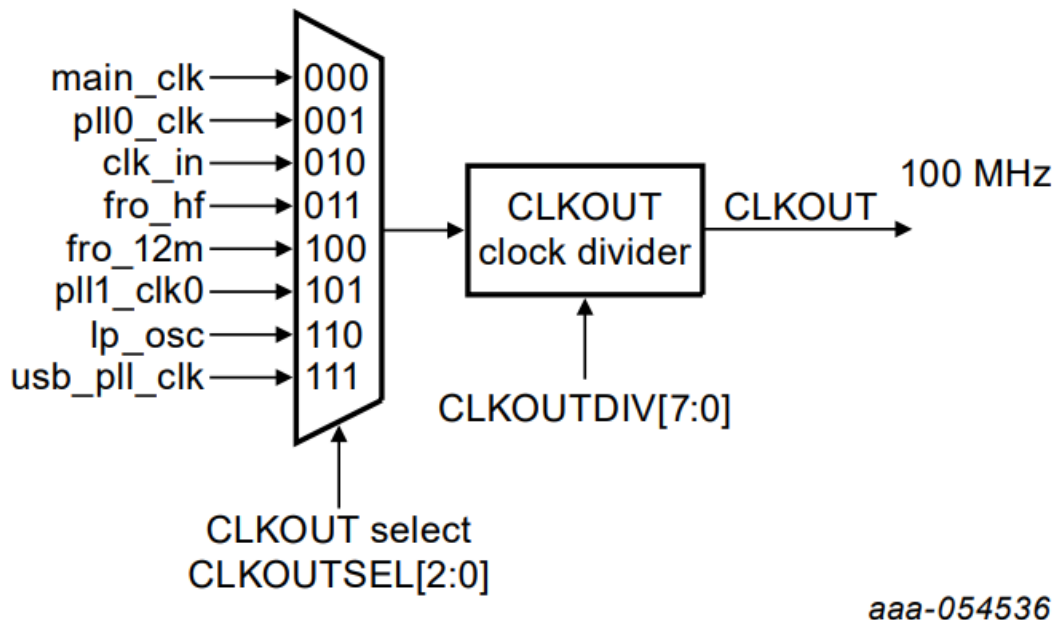 main_clk
000
pll0_clk
001
clk_in
010
fro_hf
011
fro_12m
100
pll1_clk0
101
lp_osc
110
usb_pll_clk
111
CLKOUT select
CLKOUTSEL[2:0]
CLKOUT
clock divider
CLKOUTDIV[7:0]
CLKOUT
100 MHz
aaa-054536